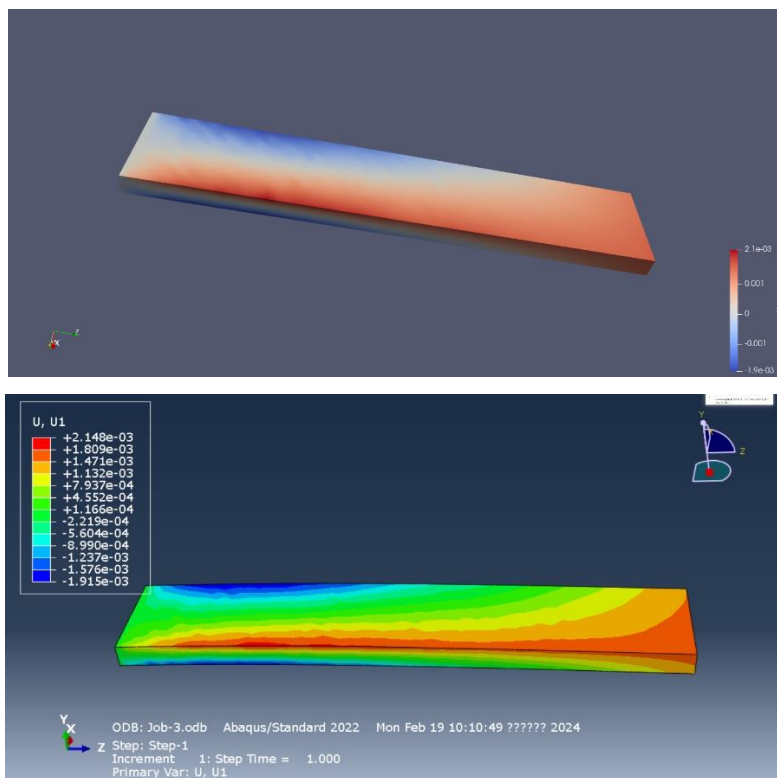 2.1e-03
0.001
0
-0.001
-1.9e-03
X
U, U1
+2.148e-03
+1.809e-03
+1.471e-03
+1.132e-03
+7.937e-04
+4.552e-04
+1.166e-04
-2.219e-04
-5.604e-04
-8.990e-04
-1.237e-03
-1.576e-03
-1.915e-03
Y
Z
Y
X
Z
ODB: Job-3.odb Abaqus/Standard 2022 Mon Feb 19 10:10:49 ?????? 2024
Step: Step-1
Increment 1: Step Time = 1.000
Primary Var: U, U1